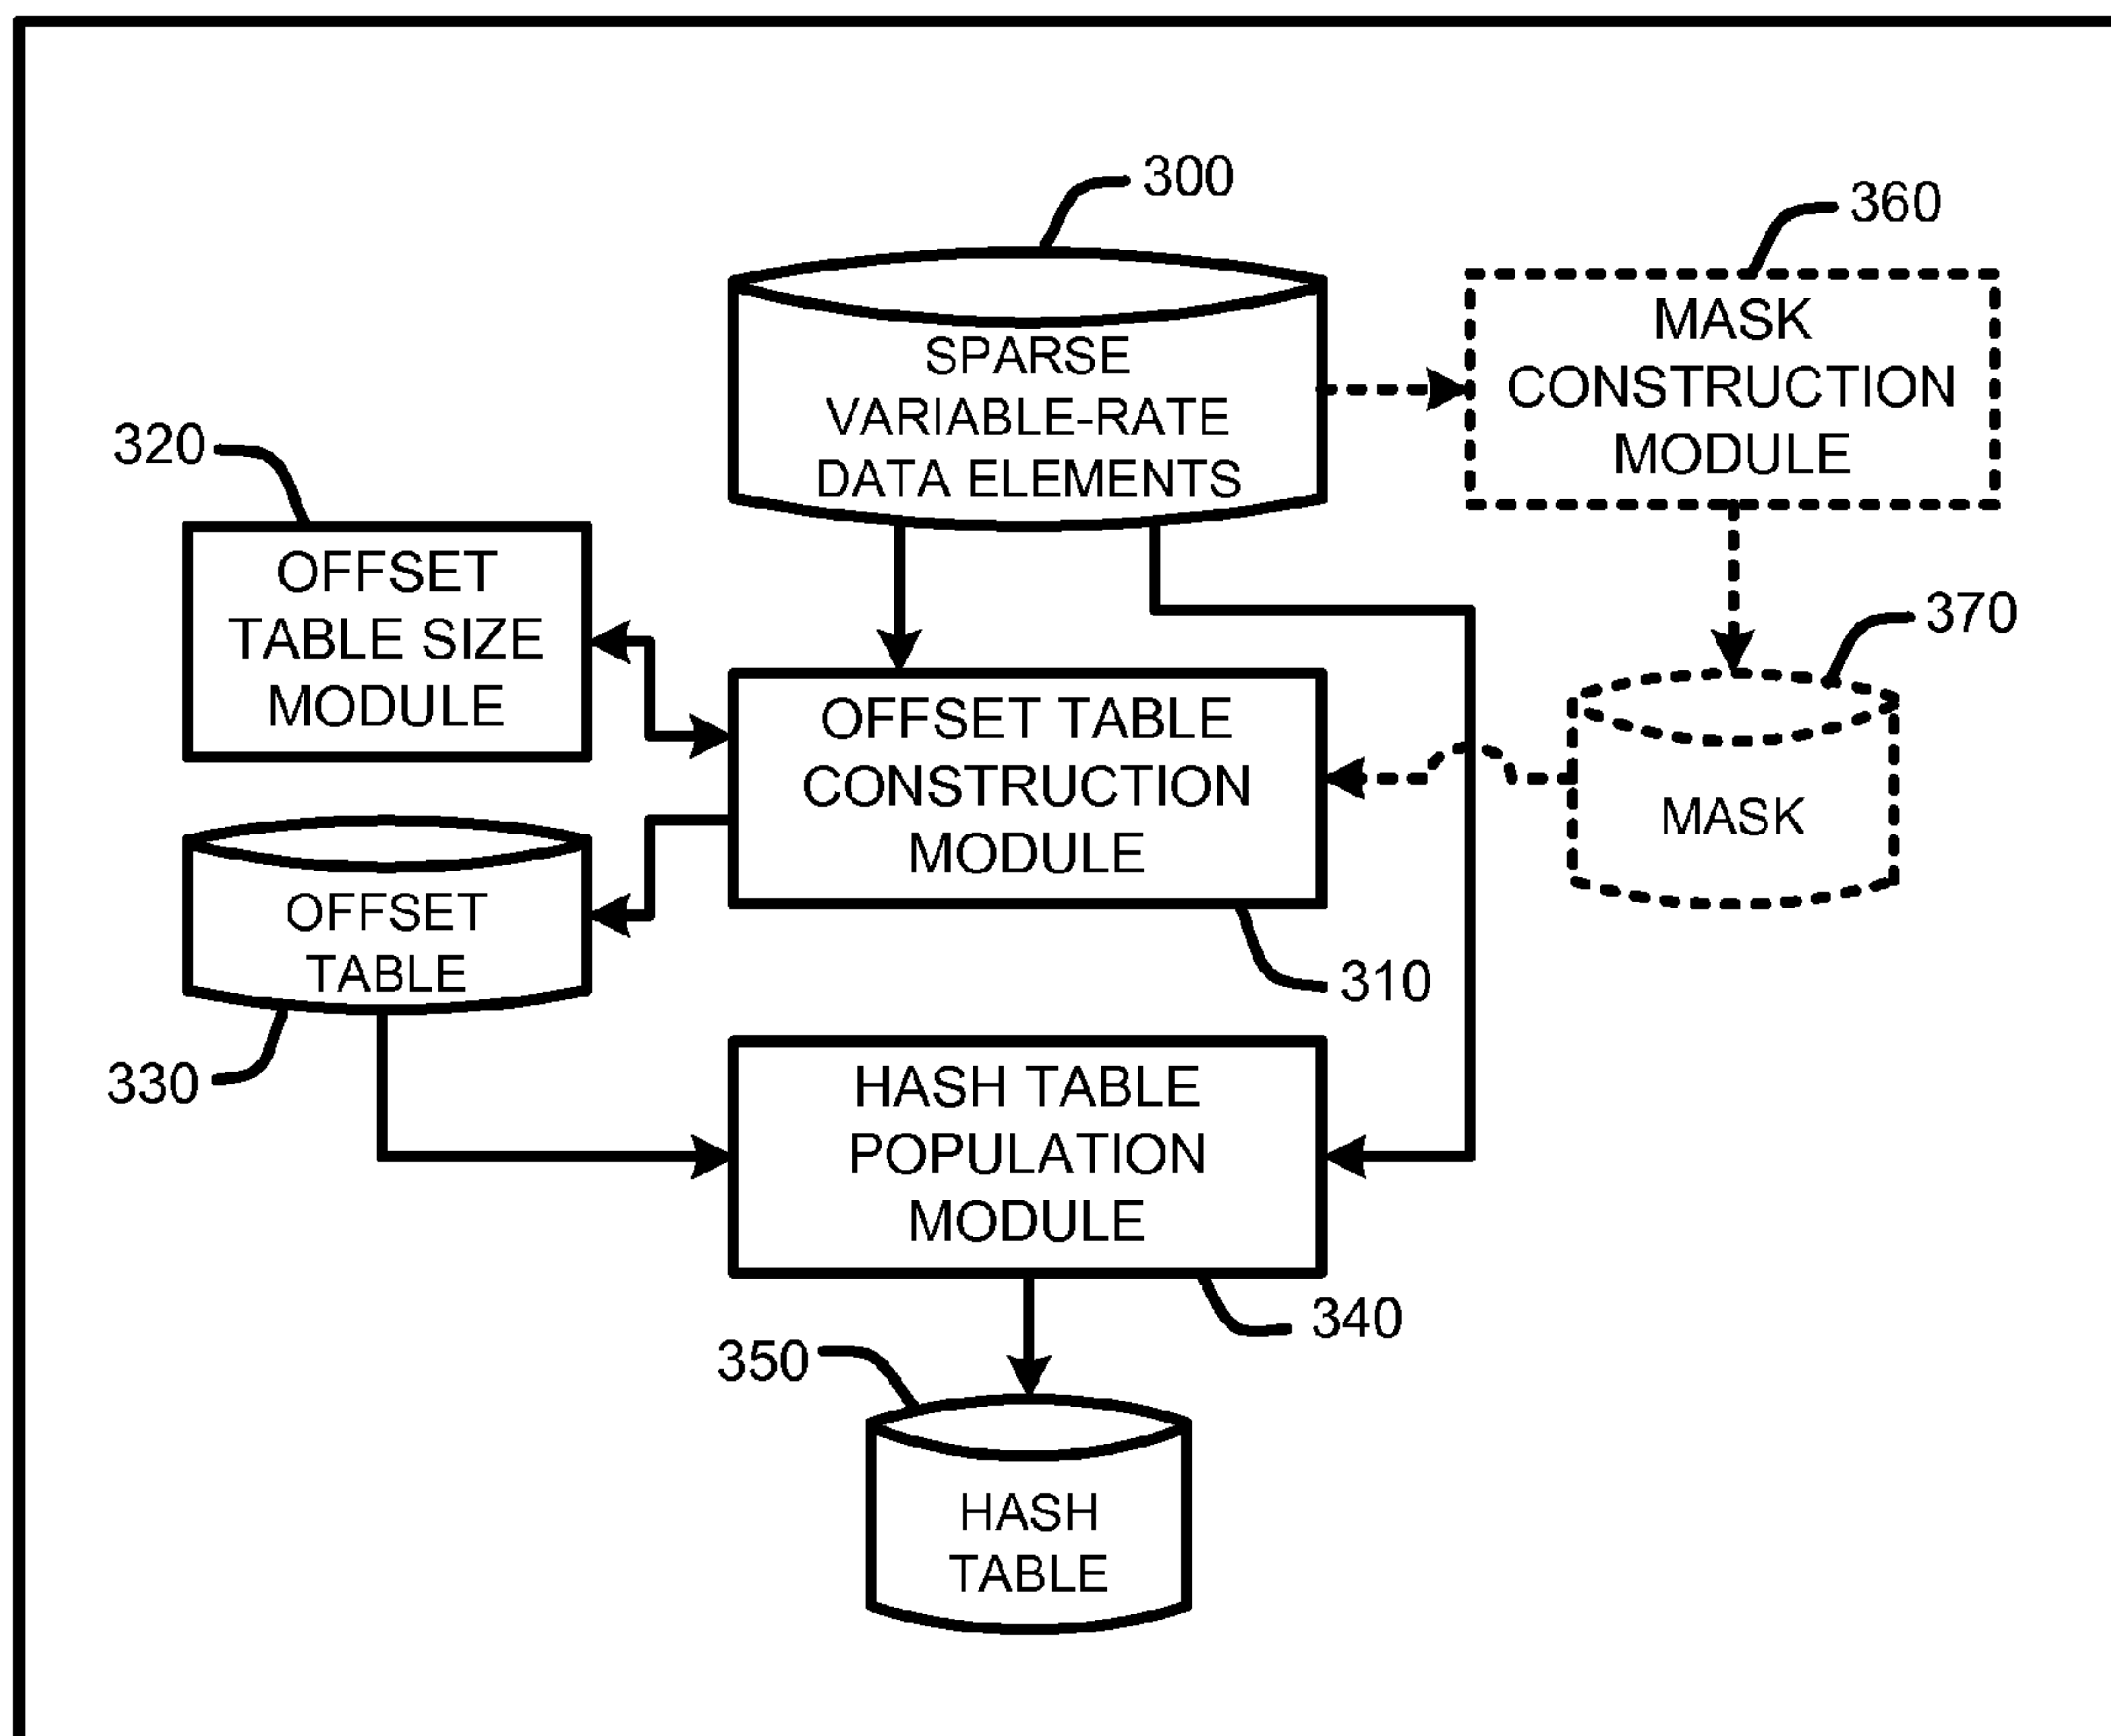 300
360
SPARSE
VARIABLE-RATE
DATA ELEMENTS
MASK
CONSTRUCTION
MODULE
320
OFFSET
TABLE SIZE
MODULE
370
OFFSET TABLE
CONSTRUCTION
MODULE
MASK
OFFSET
TABLE
310
330
HASH TABLE
POPULATION
MODULE
340
350
HASH
TABLE